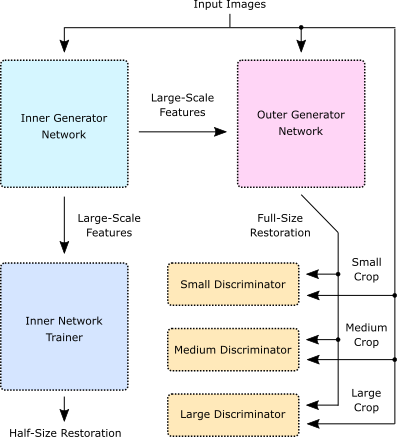 Input Images
Inner Generator
Network
Large-Scale
Features
Outer Generator
Network
Large-Scale
Features
Full-Size
Restoration
Inner Network
Trainer
Small
Crop
Small Discriminator
Medium
Crop
Medium Discriminator
Large
Crop
Large Discriminator
Half-Size Restoration